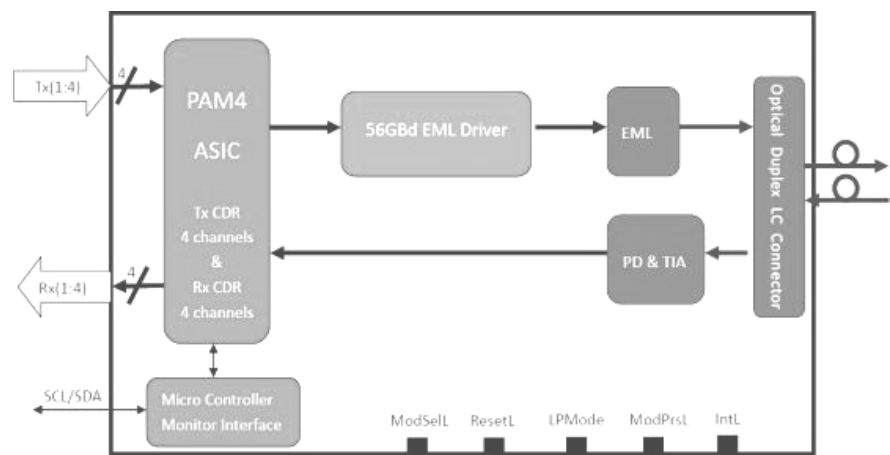 Tx(1:4)
4
PAM4
ASIC
Tx CDR
4 channels
&
Rx CDR
4 channels
56GBd EML Driver
EML
Optical Duplex LC Connector
PD & TIA
Rx(1:4)
4
SCL/SDA
Micro Controller
Monitor Interface
ModSelL
ResetL
LPMode
ModPrsL
IntL